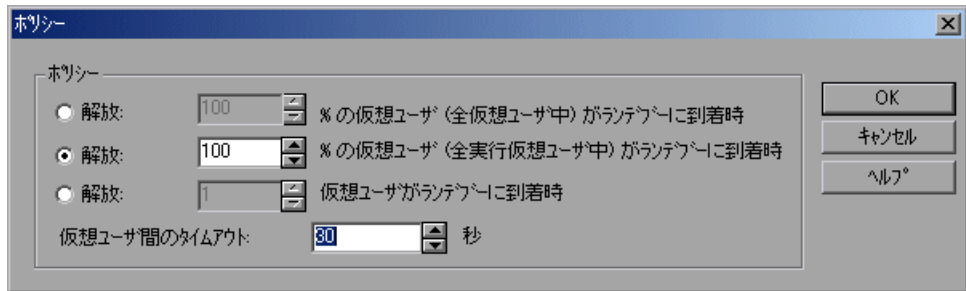 ポリシー
ポリシー
解放: 100 % の仮想ユーザ (全仮想ユーザ中) がランデブーに到着時
解放: 100 % の仮想ユーザ (全実行仮想ユーザ中) がランデブーに到着時
解放: 1 仮想ユーザがランデブーに到着時
仮想ユーザ間のタイムアウト: 30 秒
OK
キャンセル
ヘルプ